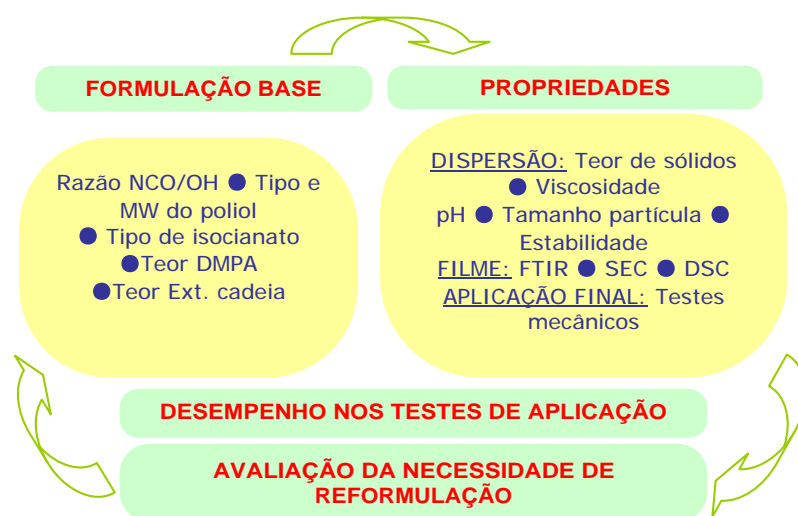 FORMULAÇÃO BASE
Razão NCO/OH ● Tipo e
MW do poliol
● Tipo de isocianato
●Teor DMPA
●Teor Ext. cadeia
PROPRIEDADES
DISPERSÃO: Teor de sólidos
● Viscosidade
pH ● Tamanho partícula ●
Estabilidade
FILME: FTIR ● SEC ● DSC
APLICAÇÃO FINAL: Testes
mecânicos
DESEMPENHO NOS TESTES DE APLICAÇÃO
AVALIAÇÃO DA NECESSIDADE DE
REFORMULAÇÃO